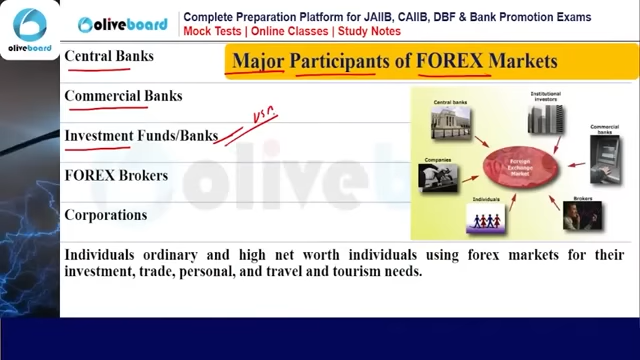 oliveboard
Complete Preparation Platform for JAIIB, CAIIB, DBF & Bank Promotion Exams
Mock Tests | Online Classes | Study Notes
oliveboard
Major Participants of FOREX Markets
Central Banks
Commercial Banks
Investment Funds/Banks
FOREX Brokers
Corporations
Individuals ordinary and high net worth individuals using forex markets for their
investment, trade, personal, and travel and tourism needs.
Central banks
Institutional
investors
Commercial
banks
Companies
Foreign
Exchange
Market
Individuals
Brokers
oliveboard